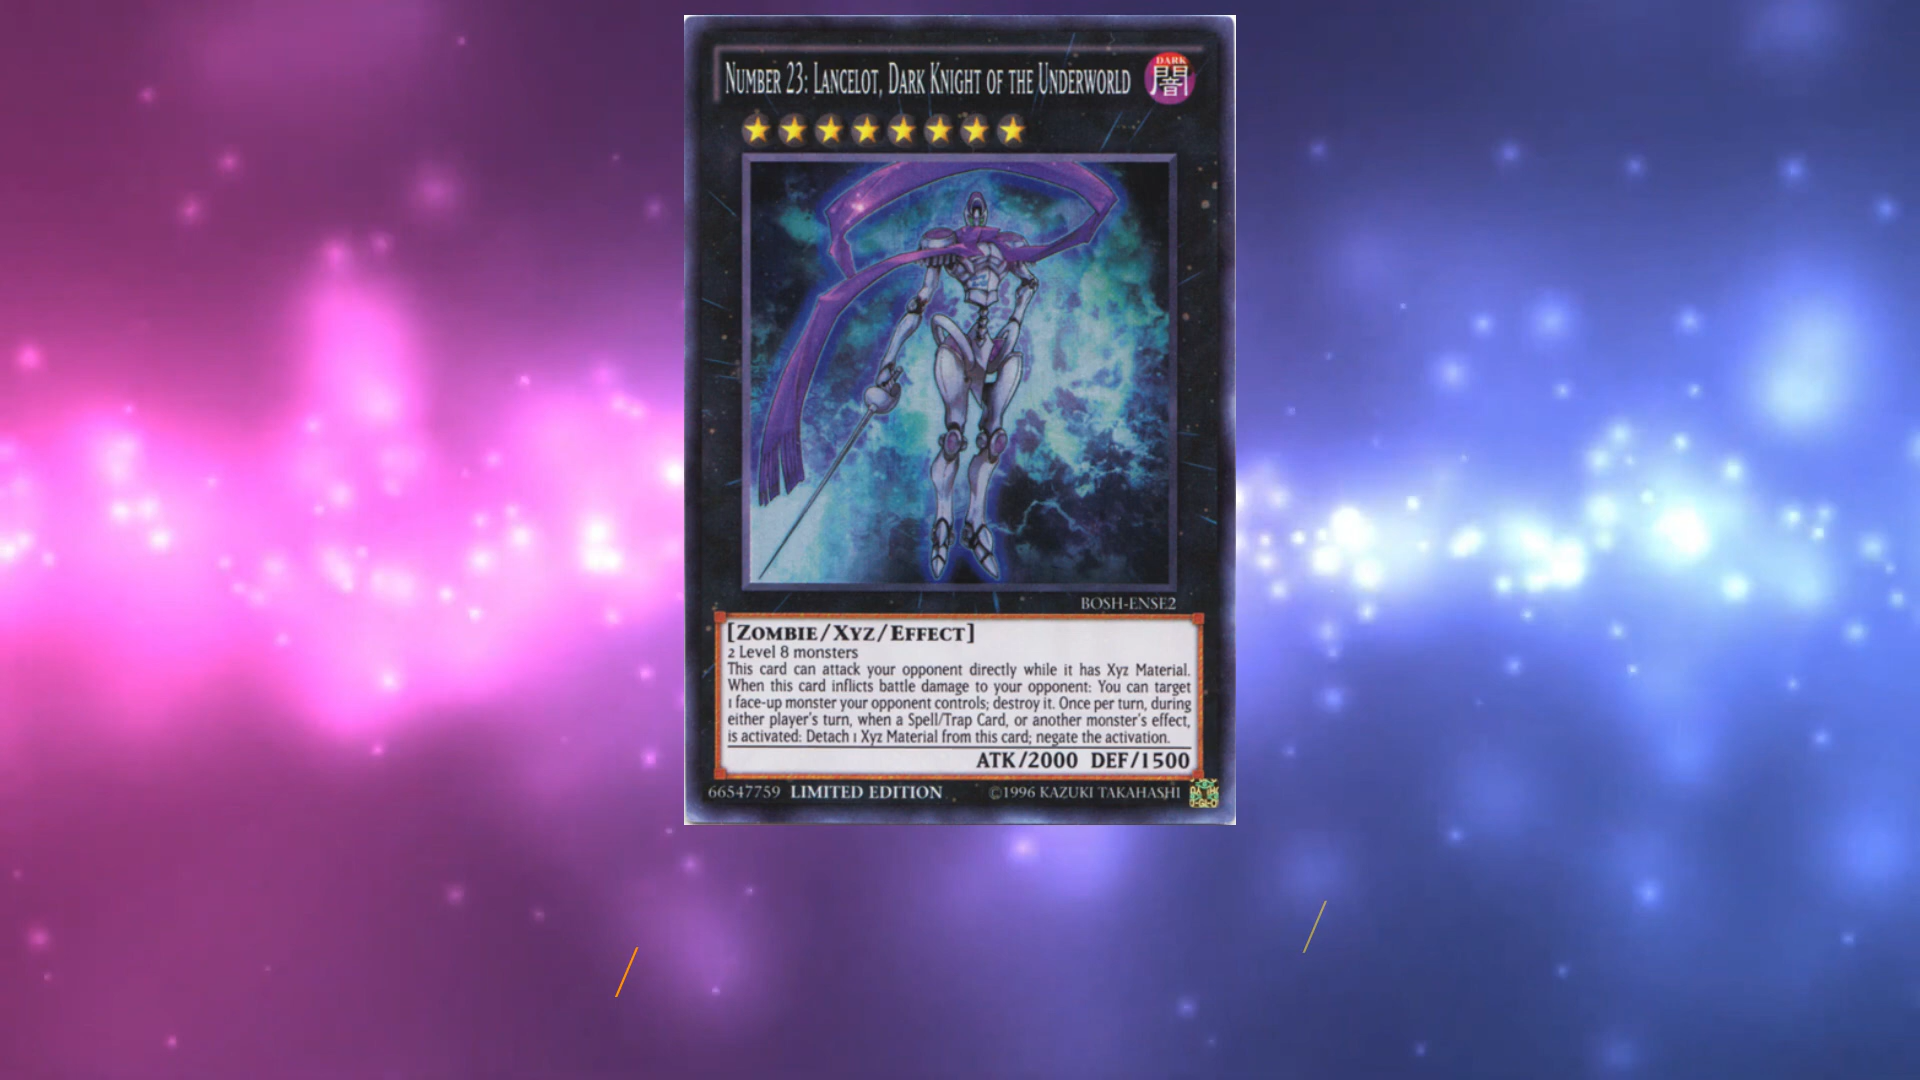 NUMBER 23: LANCELOT, DARK KNIGHT OF THE UNDERWORLD
DARK
闇
BOSH-ENSE2
[ZOMBIE/XYZ/EFFECT]
2 Level 8 monsters
This card can attack your opponent directly while it has Xyz Material.
When this card inflicts battle damage to your opponent: You can target
1 face-up monster your opponent controls; destroy it. Once per turn, during
either player's turn, when a Spell/Trap Card, or another monster's effect,
is activated: Detach 1 Xyz Material from this card; negate the activation.
ATK/2000 DEF/1500
66547759 LIMITED EDITION ©1996 KAZUKI TAKAHASHI